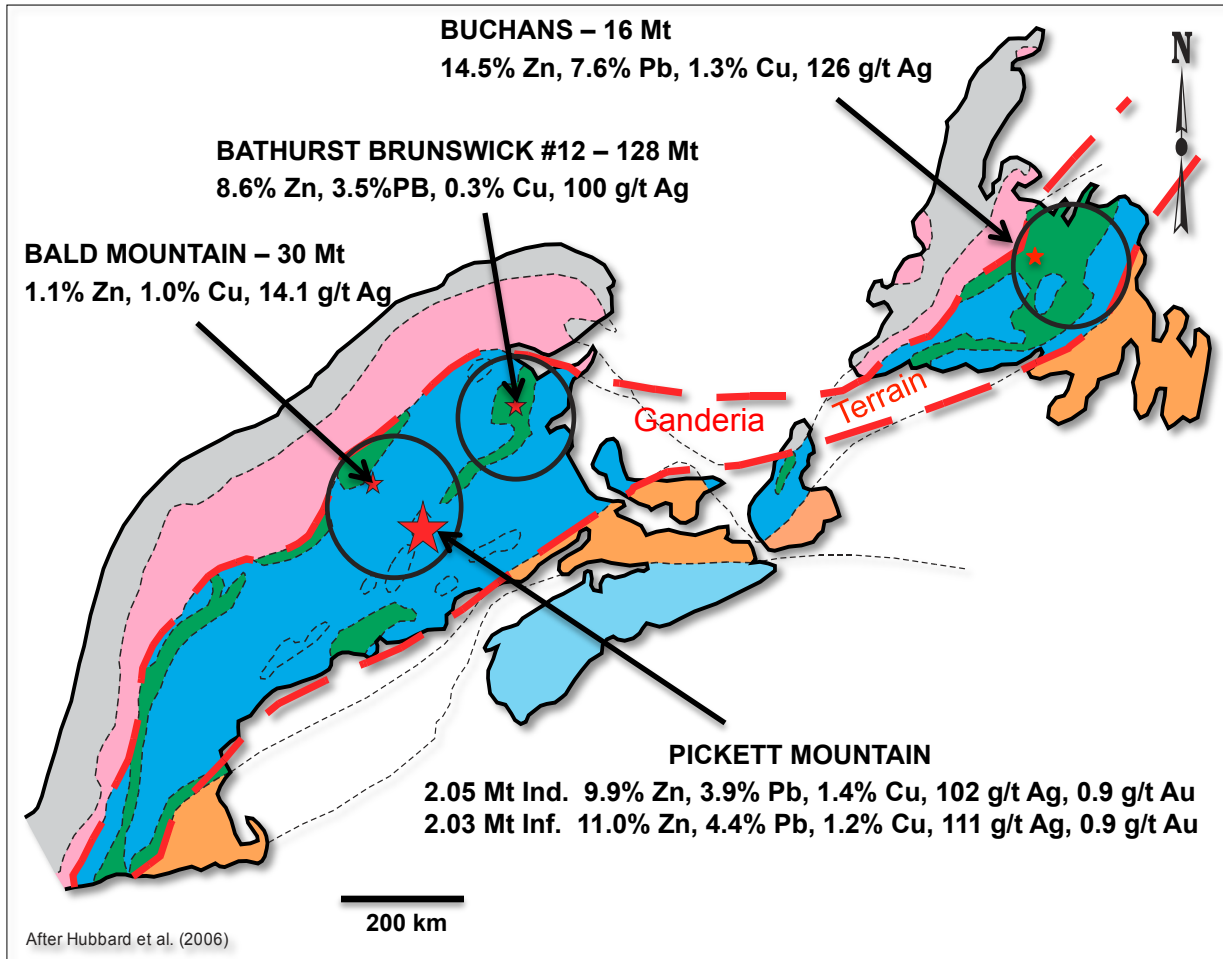 BUCHANS – 16 Mt
14.5% Zn, 7.6% Pb, 1.3% Cu, 126 g/t Ag
N
BATHURST BRUNSWICK #12 – 128 Mt
8.6% Zn, 3.5%PB, 0.3% Cu, 100 g/t Ag
BALD MOUNTAIN – 30 Mt
1.1% Zn, 1.0% Cu, 14.1 g/t Ag
Ganderia
Terrain
PICKETT MOUNTAIN
2.05 Mt Ind. 9.9% Zn, 3.9% Pb, 1.4% Cu, 102 g/t Ag, 0.9 g/t Au
2.03 Mt Inf. 11.0% Zn, 4.4% Pb, 1.2% Cu, 111 g/t Ag, 0.9 g/t Au
200 km
After Hubbard et al. (2006)